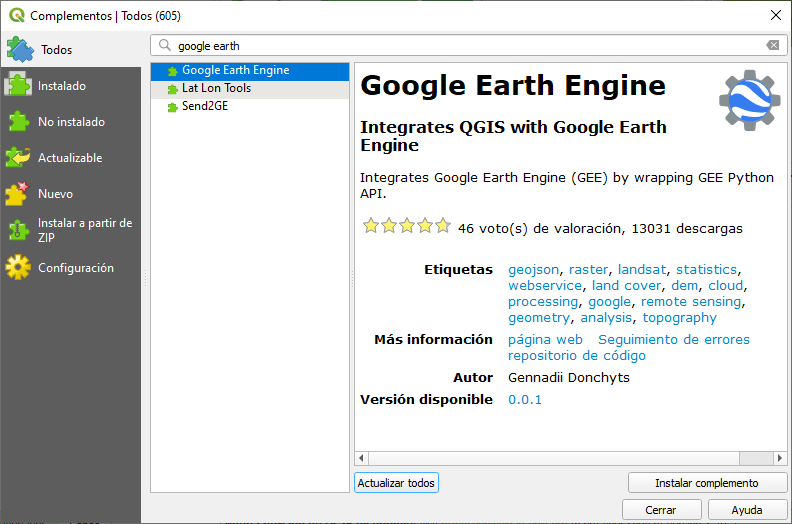 Complementos | Todos (605)
Todos
Instalado
No instalado
Actualizable
Nuevo
Instalar a partir de
ZIP
Configuración
google earth
Google Earth Engine
Lat Lon Tools
Send2GE
Google Earth Engine
Integrates QGIS with Google Earth
Engine
Integrates Google Earth Engine (GEE) by wrapping GEE Python
API.
46 voto(s) de valoración, 13031 descargas
Etiquetas geojson, raster, landsat, statistics,
webservice, land cover, dem, cloud,
processing, google, remote sensing,
geometry, analysis, topography
Más información página web Seguimiento de errores
repositorio de código
Autor Gennadii Donchyts
Versión disponible 0.0.1
Actualizar todos Instalar complemento
Cerrar Ayuda